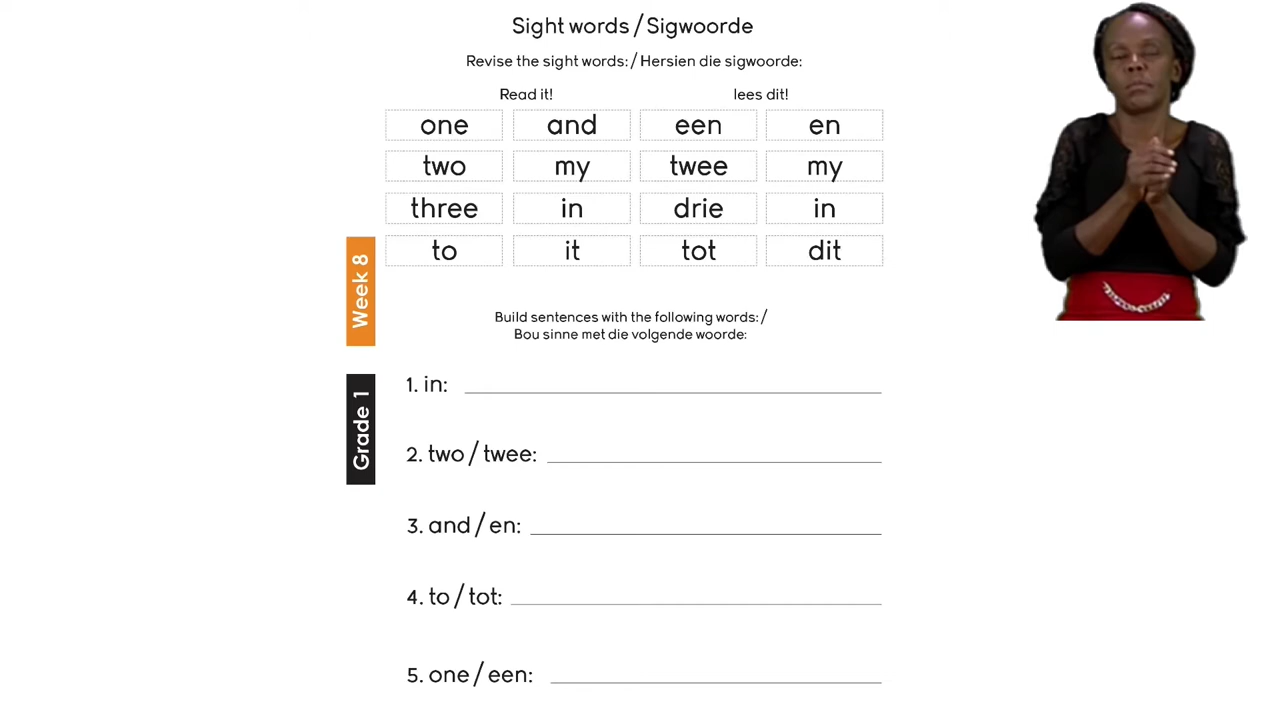 Sight words / Sigwoorde
Revise the sight words: / Hersien die sigwoorde:
Read it! lees dit!
one and een en
two my twee my
three in drie in
to it tot dit
Week 8
Build sentences with the following words: /
Bou sinne met die volgende woorde:
Grade 1
1. in:
2. two / twee:
3. and / en:
4. to / tot:
5. one / een: